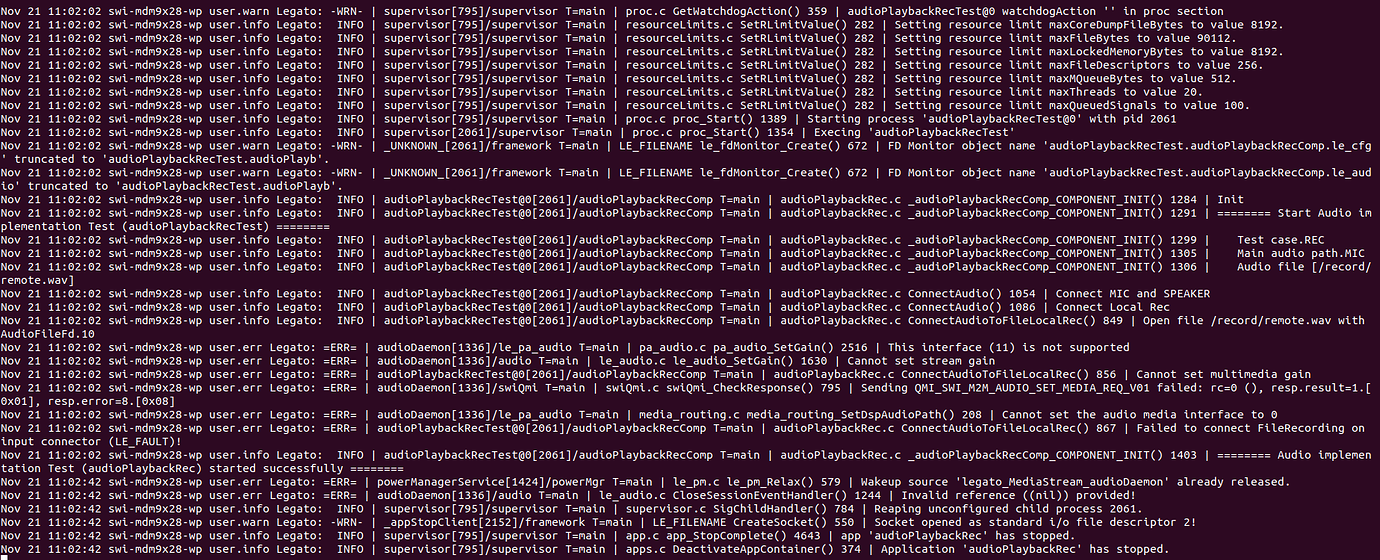 Nov 21 11:02:02 swi-mdm9x28-wp user.warn Legato: -WRN- | supervisor[795]/supervisor T=main | proc.c GetWatchdogAction() 359 | audioPlaybackRecTest@0 watchdogAction '' in proc section
Nov 21 11:02:02 swi-mdm9x28-wp user.info Legato:  INFO | supervisor[795]/supervisor T=main | resourceLimits.c SetRLimitValue() 282 | Setting resource limit maxCoreDumpFileBytes to value 8192.
Nov 21 11:02:02 swi-mdm9x28-wp user.info Legato:  INFO | supervisor[795]/supervisor T=main | resourceLimits.c SetRLimitValue() 282 | Setting resource limit maxFileBytes to value 90112.
Nov 21 11:02:02 swi-mdm9x28-wp user.info Legato:  INFO | supervisor[795]/supervisor T=main | resourceLimits.c SetRLimitValue() 282 | Setting resource limit maxLockedMemoryBytes to value 8192.
Nov 21 11:02:02 swi-mdm9x28-wp user.info Legato:  INFO | supervisor[795]/supervisor T=main | resourceLimits.c SetRLimitValue() 282 | Setting resource limit maxFileDescriptors to value 256.
Nov 21 11:02:02 swi-mdm9x28-wp user.info Legato:  INFO | supervisor[795]/supervisor T=main | resourceLimits.c SetRLimitValue() 282 | Setting resource limit maxMQueueBytes to value 512.
Nov 21 11:02:02 swi-mdm9x28-wp user.info Legato:  INFO | supervisor[795]/supervisor T=main | resourceLimits.c SetRLimitValue() 282 | Setting resource limit maxThreads to value 20.
Nov 21 11:02:02 swi-mdm9x28-wp user.info Legato:  INFO | supervisor[795]/supervisor T=main | resourceLimits.c SetRLimitValue() 282 | Setting resource limit maxQueuedSignals to value 100.
Nov 21 11:02:02 swi-mdm9x28-wp user.info Legato:  INFO | supervisor[795]/supervisor T=main | proc.c proc_Start() 1389 | Starting process 'audioPlaybackRecTest@0' with pid 2061
Nov 21 11:02:02 swi-mdm9x28-wp user.info Legato:  INFO | supervisor[2061]/supervisor T=main | proc.c proc_Start() 1354 | Execing 'audioPlaybackRecTest'
Nov 21 11:02:02 swi-mdm9x28-wp user.warn Legato: -WRN- | _UNKNOWN_[2061]/framework T=main | LE_FILENAME le_fdMonitor_Create() 672 | FD Monitor object name 'audioPlaybackRecTest.audioPlaybackRecComp.le_cfg
' truncated to 'audioPlaybackRecTest.audioPlayb'.
Nov 21 11:02:02 swi-mdm9x28-wp user.warn Legato: -WRN- | _UNKNOWN_[2061]/framework T=main | LE_FILENAME le_fdMonitor_Create() 672 | FD Monitor object name 'audioPlaybackRecTest.audioPlaybackRecComp.le_aud
io' truncated to 'audioPlaybackRecTest.audioPlayb'.
Nov 21 11:02:02 swi-mdm9x28-wp user.info Legato:  INFO | audioPlaybackRecTest@0[2061]/audioPlaybackRecComp T=main | audioPlaybackRec.c _audioPlaybackRecComp_COMPONENT_INIT() 1284 | Init
Nov 21 11:02:02 swi-mdm9x28-wp user.info Legato:  INFO | audioPlaybackRecTest@0[2061]/audioPlaybackRecComp T=main | audioPlaybackRec.c _audioPlaybackRecComp_COMPONENT_INIT() 1291 | ======== Start Audio im
plementation Test (audioPlaybackRecTest) ========
Nov 21 11:02:02 swi-mdm9x28-wp user.info Legato:  INFO | audioPlaybackRecTest@0[2061]/audioPlaybackRecComp T=main | audioPlaybackRec.c _audioPlaybackRecComp_COMPONENT_INIT() 1299 |    Test case.REC
Nov 21 11:02:02 swi-mdm9x28-wp user.info Legato:  INFO | audioPlaybackRecTest@0[2061]/audioPlaybackRecComp T=main | audioPlaybackRec.c _audioPlaybackRecComp_COMPONENT_INIT() 1305 |    Main audio path.MIC
Nov 21 11:02:02 swi-mdm9x28-wp user.info Legato:  INFO | audioPlaybackRecTest@0[2061]/audioPlaybackRecComp T=main | audioPlaybackRec.c _audioPlaybackRecComp_COMPONENT_INIT() 1306 |    Audio file [/record/
remote.wav]
Nov 21 11:02:02 swi-mdm9x28-wp user.info Legato:  INFO | audioPlaybackRecTest@0[2061]/audioPlaybackRecComp T=main | audioPlaybackRec.c ConnectAudio() 1054 | Connect MIC and SPEAKER
Nov 21 11:02:02 swi-mdm9x28-wp user.info Legato:  INFO | audioPlaybackRecTest@0[2061]/audioPlaybackRecComp T=main | audioPlaybackRec.c ConnectAudio() 1086 | Connect Local Rec
Nov 21 11:02:02 swi-mdm9x28-wp user.info Legato:  INFO | audioPlaybackRecTest@0[2061]/audioPlaybackRecComp T=main | audioPlaybackRec.c ConnectAudioToFileLocalRec() 849 | Open file /record/remote.wav with
AudioFileFd.10
Nov 21 11:02:02 swi-mdm9x28-wp user.err Legato: =ERR= | audioDaemon[1336]/le_pa_audio T=main | pa_audio.c pa_audio_SetGain() 2516 | This interface (11) is not supported
Nov 21 11:02:02 swi-mdm9x28-wp user.err Legato: =ERR= | audioDaemon[1336]/audio T=main | le_audio.c le_audio_SetGain() 1630 | Cannot set stream gain
Nov 21 11:02:02 swi-mdm9x28-wp user.err Legato: =ERR= | audioPlaybackRecTest@0[2061]/audioPlaybackRecComp T=main | audioPlaybackRec.c ConnectAudioToFileLocalRec() 856 | Cannot set multimedia gain
Nov 21 11:02:02 swi-mdm9x28-wp user.err Legato: =ERR= | audioDaemon[1336]/swiQmi T=main | swiQmi.c swiQmi_CheckResponse() 795 | Sending QMI_SWI_M2M_AUDIO_SET_MEDIA_REQ_V01 failed: rc=0 (), resp.result=1.[
0x01], resp.error=8.[0x08]
Nov 21 11:02:02 swi-mdm9x28-wp user.err Legato: =ERR= | audioDaemon[1336]/le_pa_audio T=main | media_routing.c media_routing_SetDspAudioPath() 208 | Cannot set the audio media interface to 0
Nov 21 11:02:02 swi-mdm9x28-wp user.err Legato: =ERR= | audioPlaybackRecTest@0[2061]/audioPlaybackRecComp T=main | audioPlaybackRec.c ConnectAudioToFileLocalRec() 867 | Failed to connect FileRecording on
input connector (LE_FAULT)!
Nov 21 11:02:02 swi-mdm9x28-wp user.info Legato:  INFO | audioPlaybackRecTest@0[2061]/audioPlaybackRecComp T=main | audioPlaybackRec.c _audioPlaybackRecComp_COMPONENT_INIT() 1403 | ======== Audio implemen
tation Test (audioPlaybackRec) started successfully ========
Nov 21 11:02:42 swi-mdm9x28-wp user.err Legato: =ERR= | powerManagerService[1424]/powerMgr T=main | le_pm.c le_pm_Relax() 579 | Wakeup source 'legato_MediaStream_audioDaemon' already released.
Nov 21 11:02:42 swi-mdm9x28-wp user.err Legato: =ERR= | audioDaemon[1336]/audio T=main | le_audio.c CloseSessionEventHandler() 1244 | Invalid reference ((nil)) provided!
Nov 21 11:02:42 swi-mdm9x28-wp user.info Legato:  INFO | supervisor[795]/supervisor T=main | supervisor.c SigChildHandler() 784 | Reaping unconfigured child process 2061.
Nov 21 11:02:42 swi-mdm9x28-wp user.warn Legato: -WRN- | _appStopClient[2152]/framework T=main | LE_FILENAME CreateSocket() 550 | Socket opened as standard i/o file descriptor 2!
Nov 21 11:02:42 swi-mdm9x28-wp user.info Legato:  INFO | supervisor[795]/supervisor T=main | app.c app_StopComplete() 4643 | app 'audioPlaybackRec' has stopped.
Nov 21 11:02:42 swi-mdm9x28-wp user.info Legato:  INFO | supervisor[795]/supervisor T=main | apps.c DeactivateAppContainer() 374 | Application 'audioPlaybackRec' has stopped.